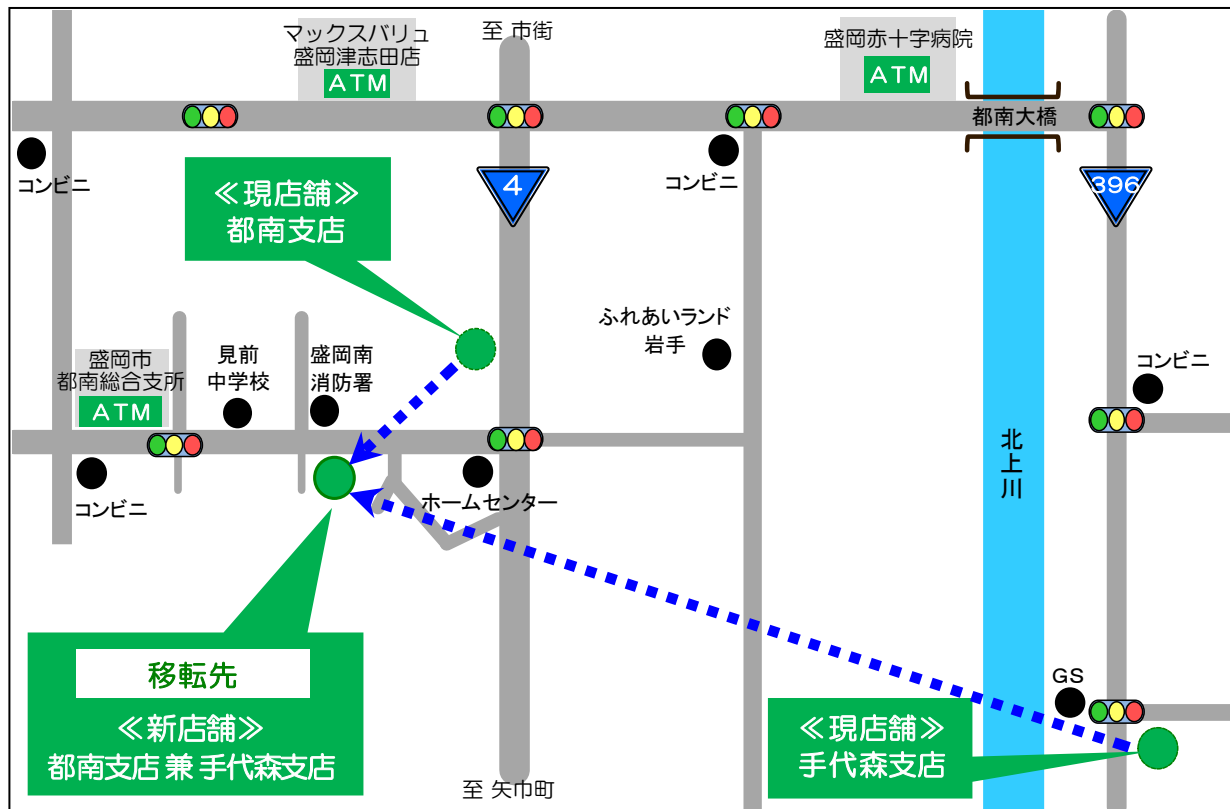 マックスバリュ
盛岡津志田店
ATM
至 市街
盛岡赤十字病院
ATM
都南大橋
コンビニ
コンビニ
≪現店舗≫
都南支店
4
396
ふれあいランド
岩手
盛岡市
都南総合支所
ATM
見前
中学校
盛岡南
消防署
コンビニ
コンビニ
ホームセンター
北上川
移転先
≪新店舗≫
都南支店 兼 手代森支店
GS
≪現店舗≫
手代森支店
至 矢巾町